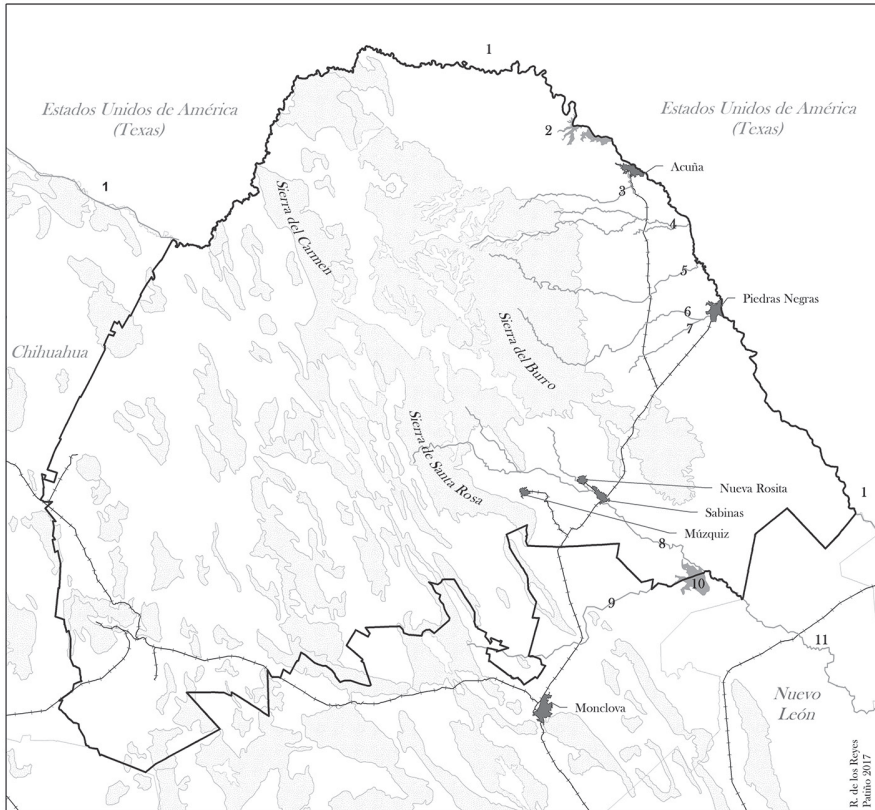 1
Estados Unidos de América
(Texas)
Estados Unidos de América
(Texas)
2
Acuña
1
3
Sierra del Carmen
4
5
Piedras Negras
6
7
Chihuahua
Sierra del Burro
Sierra de Santa Rosa
Nueva Rosita
1
Sabinas
Múzquiz
8
10
9
11
Nuevo
León
Monclova
R. de los Reyes
Patiño 2017